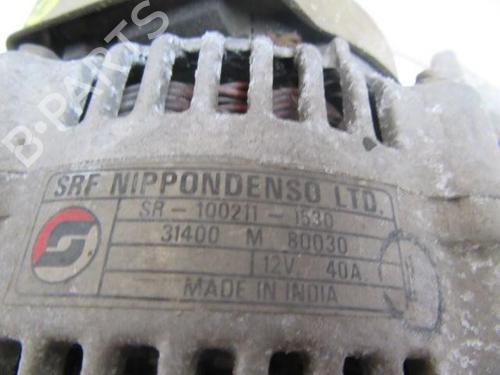 B-PARTS
SRF NIPPONDENSO LTD.
SR-100211-1530
31400 M 80030
12V 40A
MADE IN INDIA